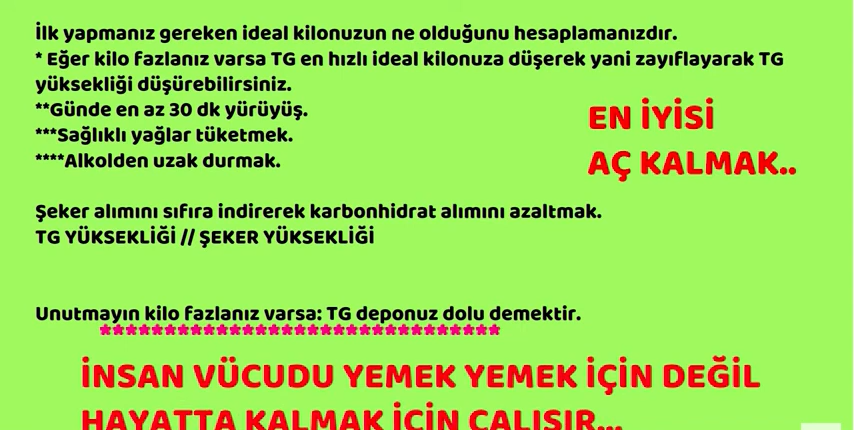 İlk yapmanız gereken ideal kilonuzun ne olduğunu hesaplamanızdır.
* Eğer kilo fazlanız varsa TG en hızlı ideal kilonuza düşerek yani zayıflayarak TG
yüksekliği düşürebilirsiniz.
**Günde en az 30 dk yürüyüş.
***Sağlıklı yağlar tüketmek.
****Alkolden uzak durmak.
EN İYİSİ
AÇ KALMAK..
Şeker alımını sıfıra indirerek karbonhidrat alımını azaltmak.
TG YÜKSEKLİĞİ // ŞEKER YÜKSEKLİĞİ
Unutmayın kilo fazlanız varsa: TG deponuz dolu demektir.
*******************************
İNSAN VÜCUDU YEMEK YEMEK İÇİN DEĞİL
HAYATTA KALMAK İÇİN ÇALIŞIR...